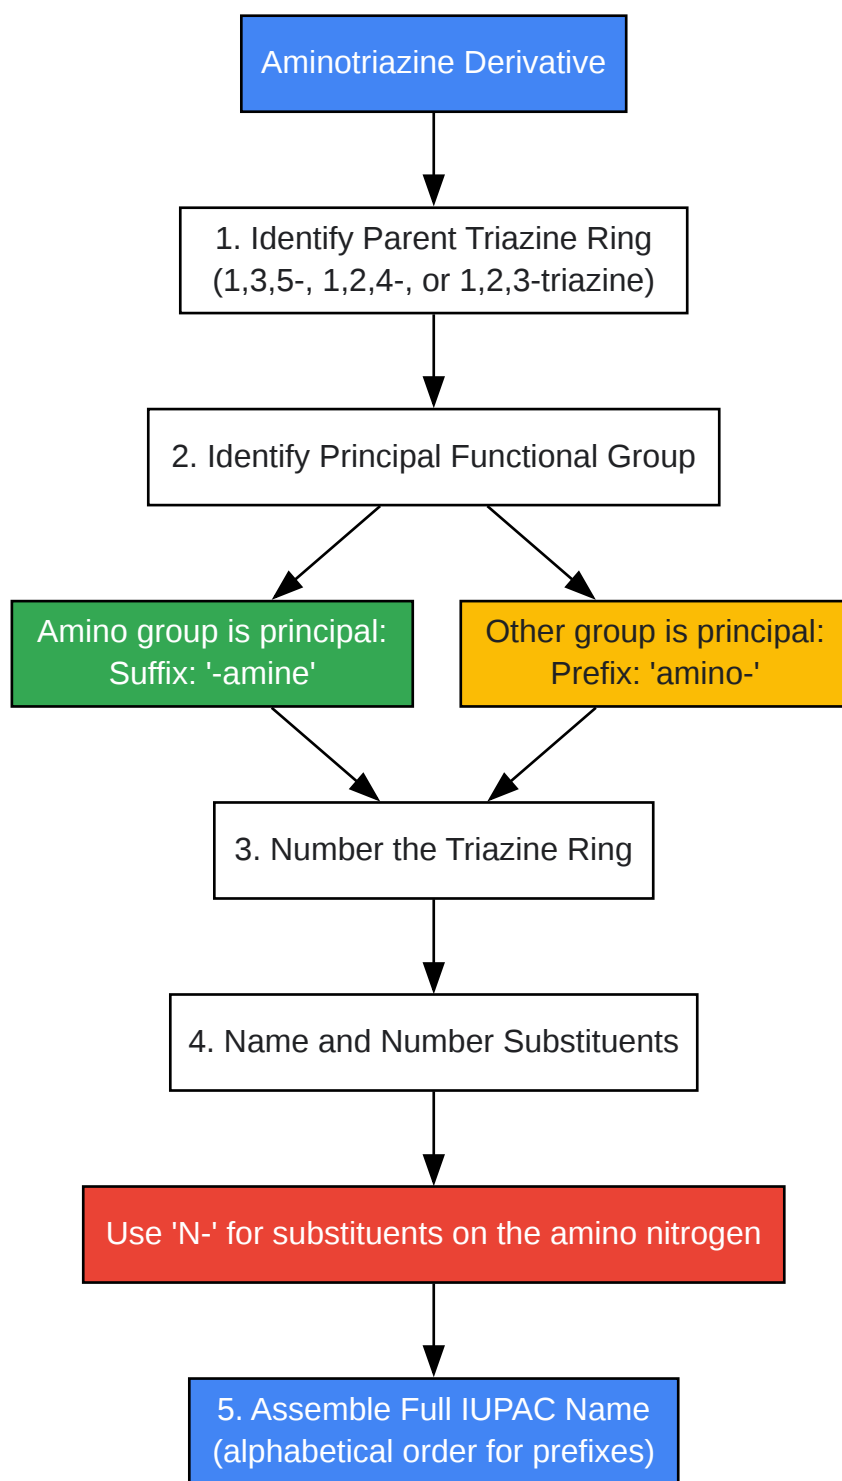 Aminotriazine Derivative
1. Identify Parent Triazine Ring
(1,3,5-, 1,2,4-, or 1,2,3-triazine)
2. Identify Principal Functional Group
Amino group is principal:
Suffix: '-amine'
Other group is principal:
Prefix: 'amino-'
3. Number the Triazine Ring
4. Name and Number Substituents
Use 'N-' for substituents on the amino nitrogen
5. Assemble Full IUPAC Name
(alphabetical order for prefixes)